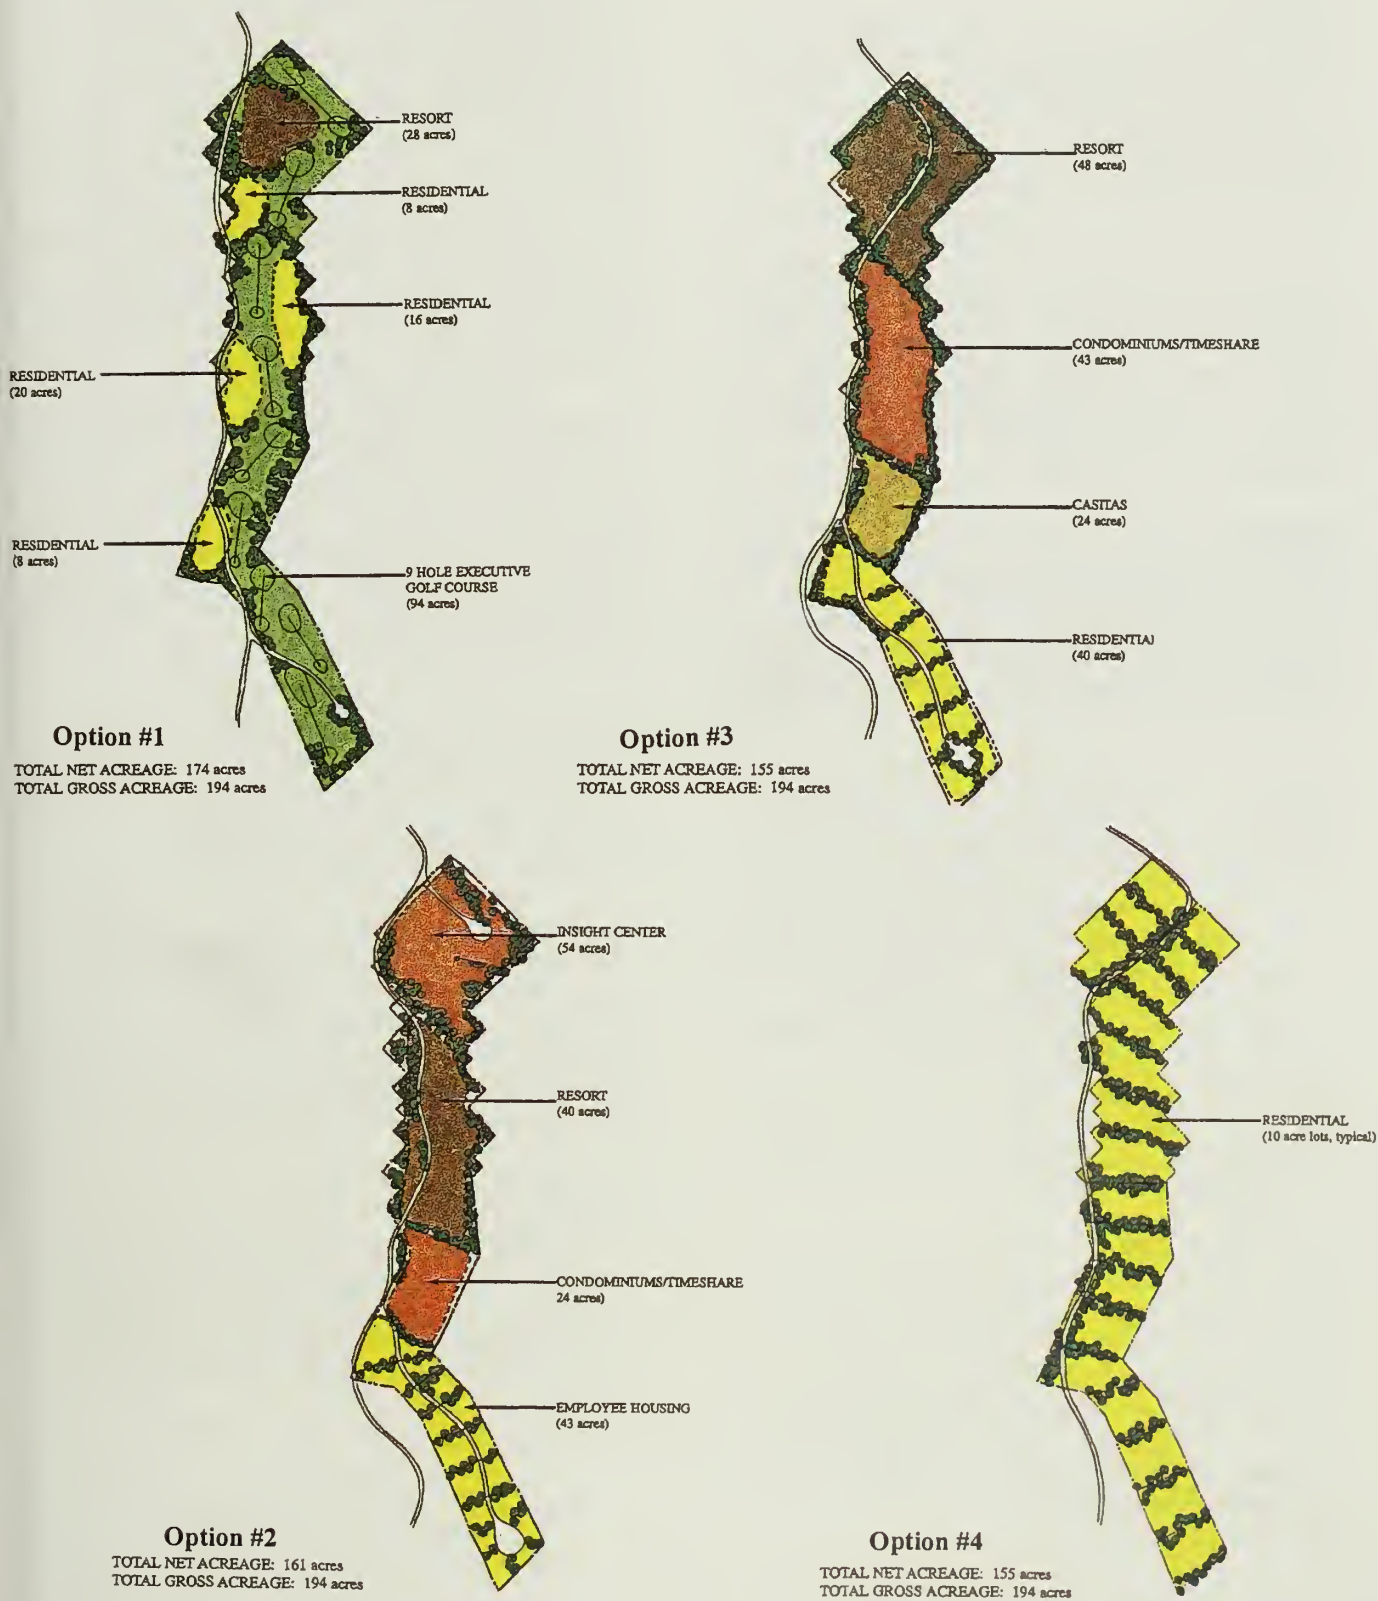 RESORT
(28 acres)
RESIDENTIAL
(8 acres)
RESIDENTIAL
(16 acres)
RESIDENTIAL
(20 acres)
RESIDENTIAL
(8 acres)
9 HOLE EXECUTIVE
GOLF COURSE
(94 acres)
Option #1
TOTAL NET ACREAGE: 174 acres
TOTAL GROSS ACREAGE: 194 acres
RESORT
(48 acres)
CONDOMINIUMS/TIMESHARE
(43 acres)
CASITAS
(24 acres)
RESIDENTIAL
(40 acres)
Option #3
TOTAL NET ACREAGE: 155 acres
TOTAL GROSS ACREAGE: 194 acres
INSIGHT CENTER
(54 acres)
RESORT
(40 acres)
CONDOMINIUMS/TIMESHARE
24 acres)
EMPLOYEE HOUSING
(43 acres)
Option #2
TOTAL NET ACREAGE: 161 acres
TOTAL GROSS ACREAGE: 194 acres
RESIDENTIAL
(10 acre lots, typical)
Option #4
TOTAL NET ACREAGE: 155 acres
TOTAL GROSS ACREAGE: 194 acres